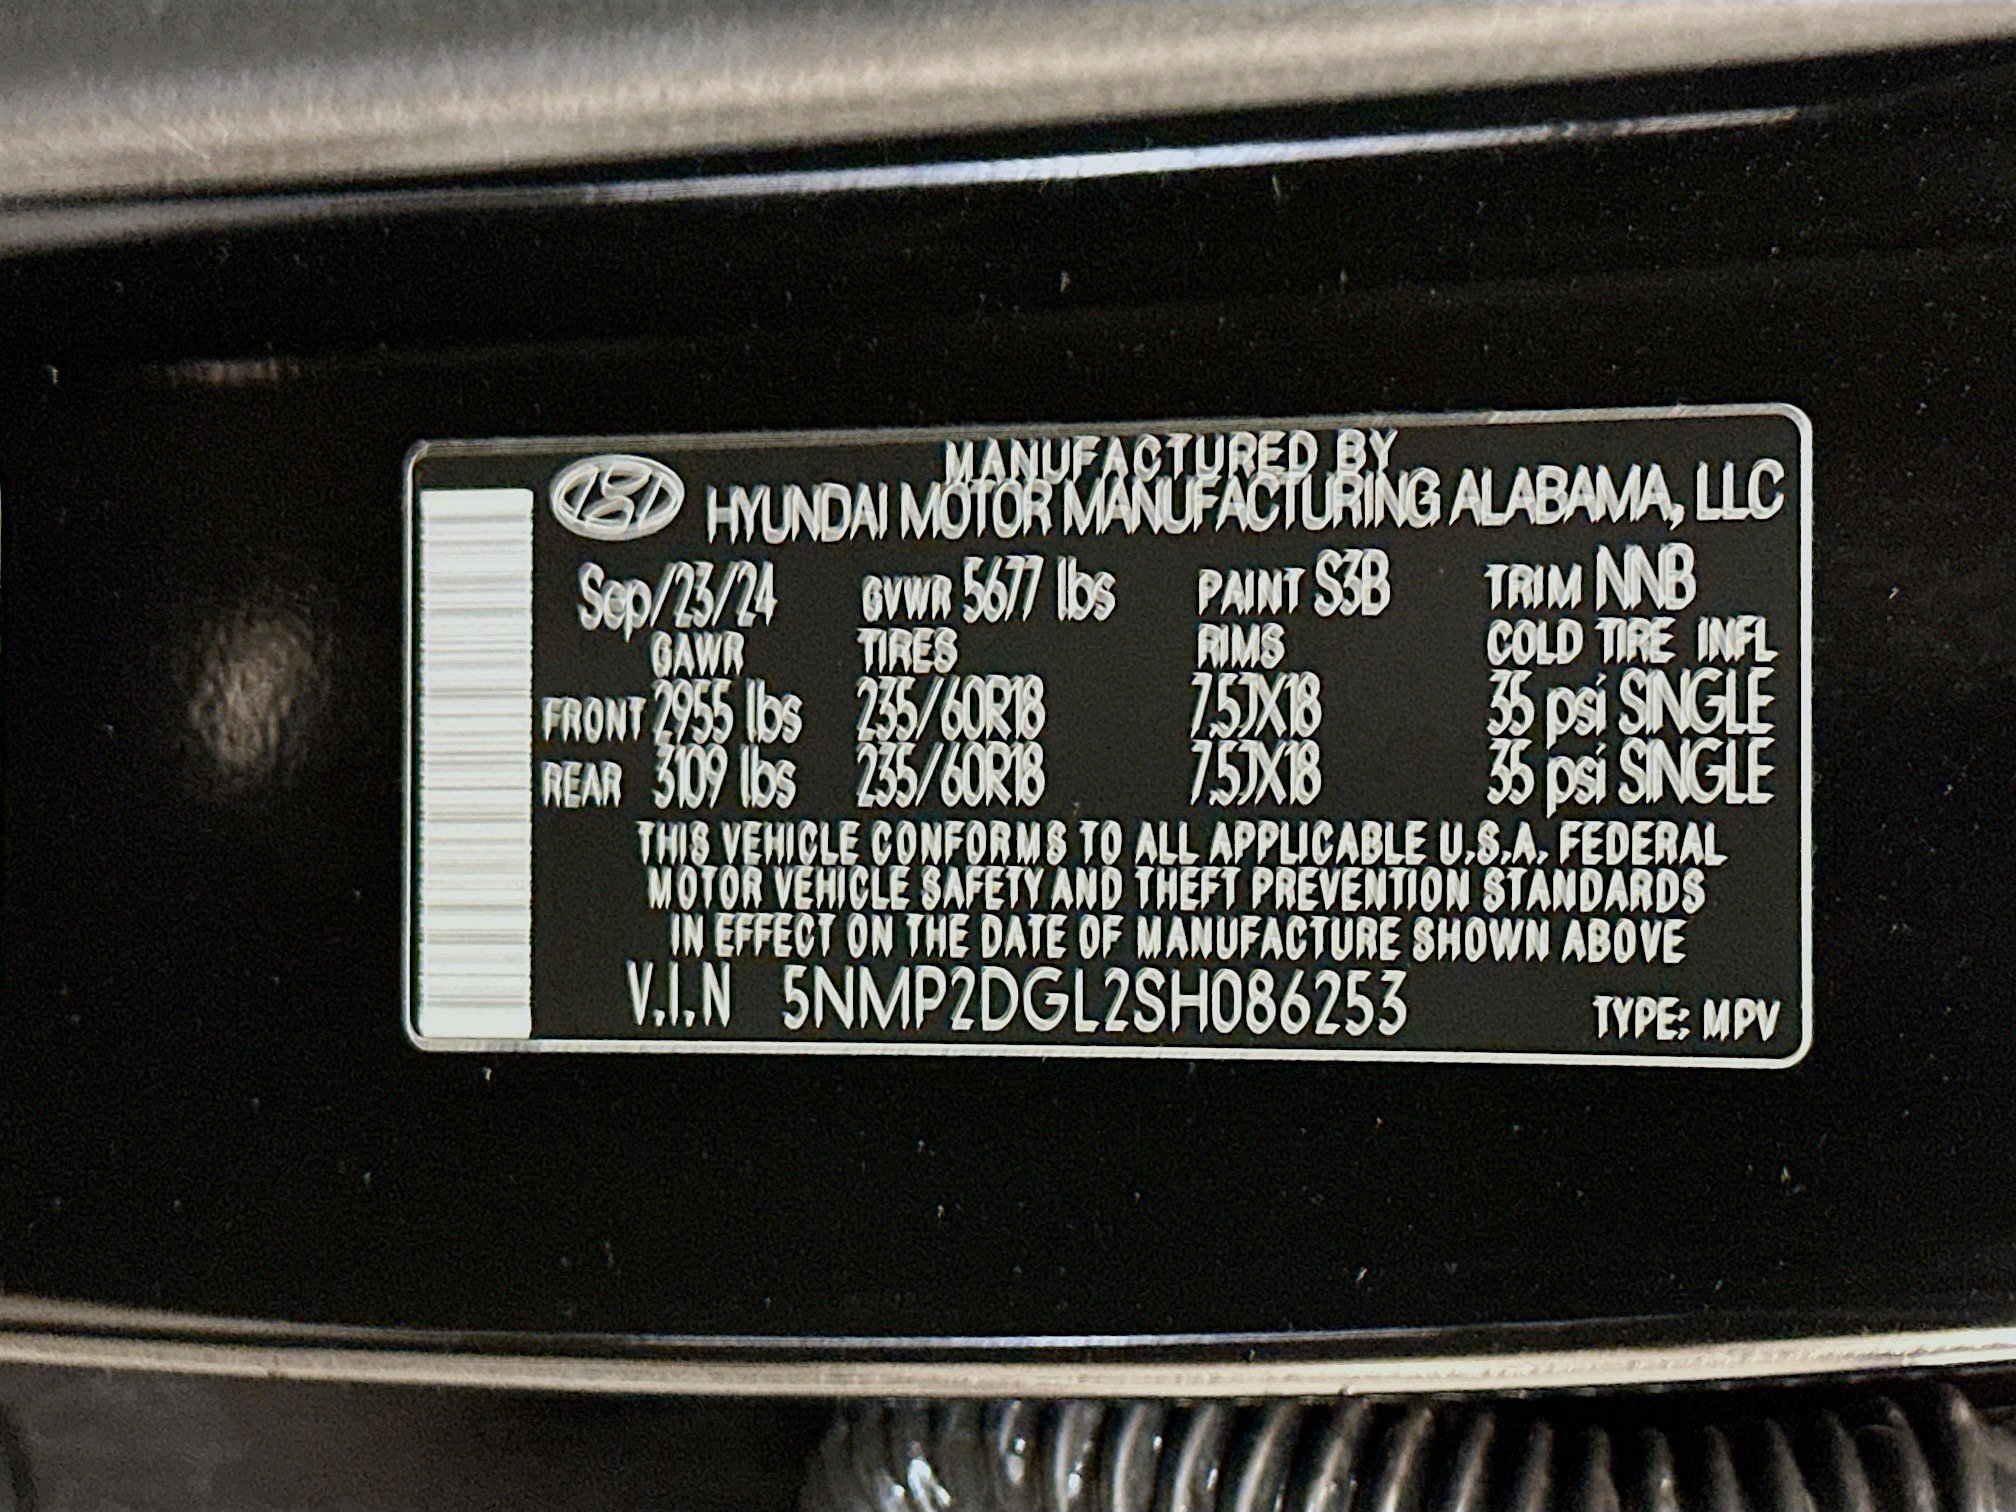 MANUFACTURED BY
HYUNDAI MOTOR MANUFACTURING ALABAMA, LLC
Sep/23/24 GVWR 5677 lbs PAINT S3B TRIM NNB
GAWR TIRES RIMS COLD TIRE INFL
FRONT 2955 lbs 235/60R18 7.5JX18 35 psi SINGLE
REAR 3109 lbs 235/60R18 7.5JX18 35 psi SINGLE
THIS VEHICLE CONFORMS TO ALL APPLICABLE U.S.A. FEDERAL
MOTOR VEHICLE SAFETY AND THEFT PREVENTION STANDARDS
IN EFFECT ON THE DATE OF MANUFACTURE SHOWN ABOVE
V.I.N 5NMP2DGL2SH086253 TYPE: MPV